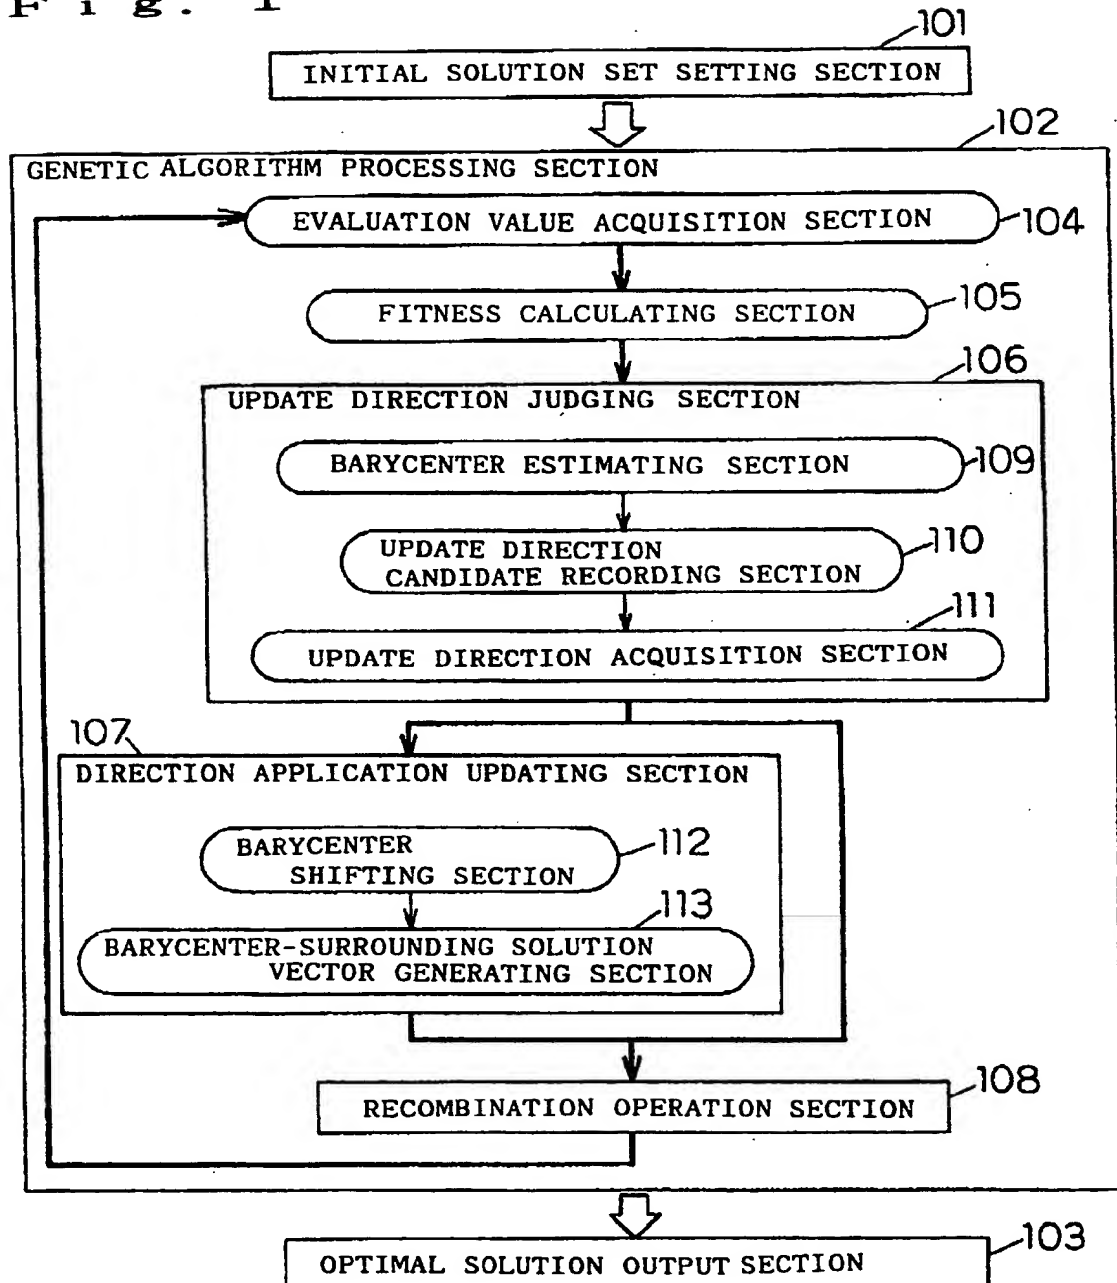 Fig. 1
101
INITIAL SOLUTION SET SETTING SECTION
102
GENETIC ALGORITHM PROCESSING SECTION
EVALUATION VALUE ACQUISITION SECTION
104
105
FITNESS CALCULATING SECTION
106
UPDATE DIRECTION JUDGING SECTION
BARYCENTER ESTIMATING SECTION
109
UPDATE DIRECTION
CANDIDATE RECORDING SECTION
110
111
UPDATE DIRECTION ACQUISITION SECTION
107
DIRECTION APPLICATION UPDATING SECTION
BARYCENTER
SHIFTING SECTION
112
113
BARYCENTER-SURROUNDING SOLUTION
VECTOR GENERATING SECTION
108
RECOMBINATION OPERATION SECTION
103
OPTIMAL SOLUTION OUTPUT SECTION